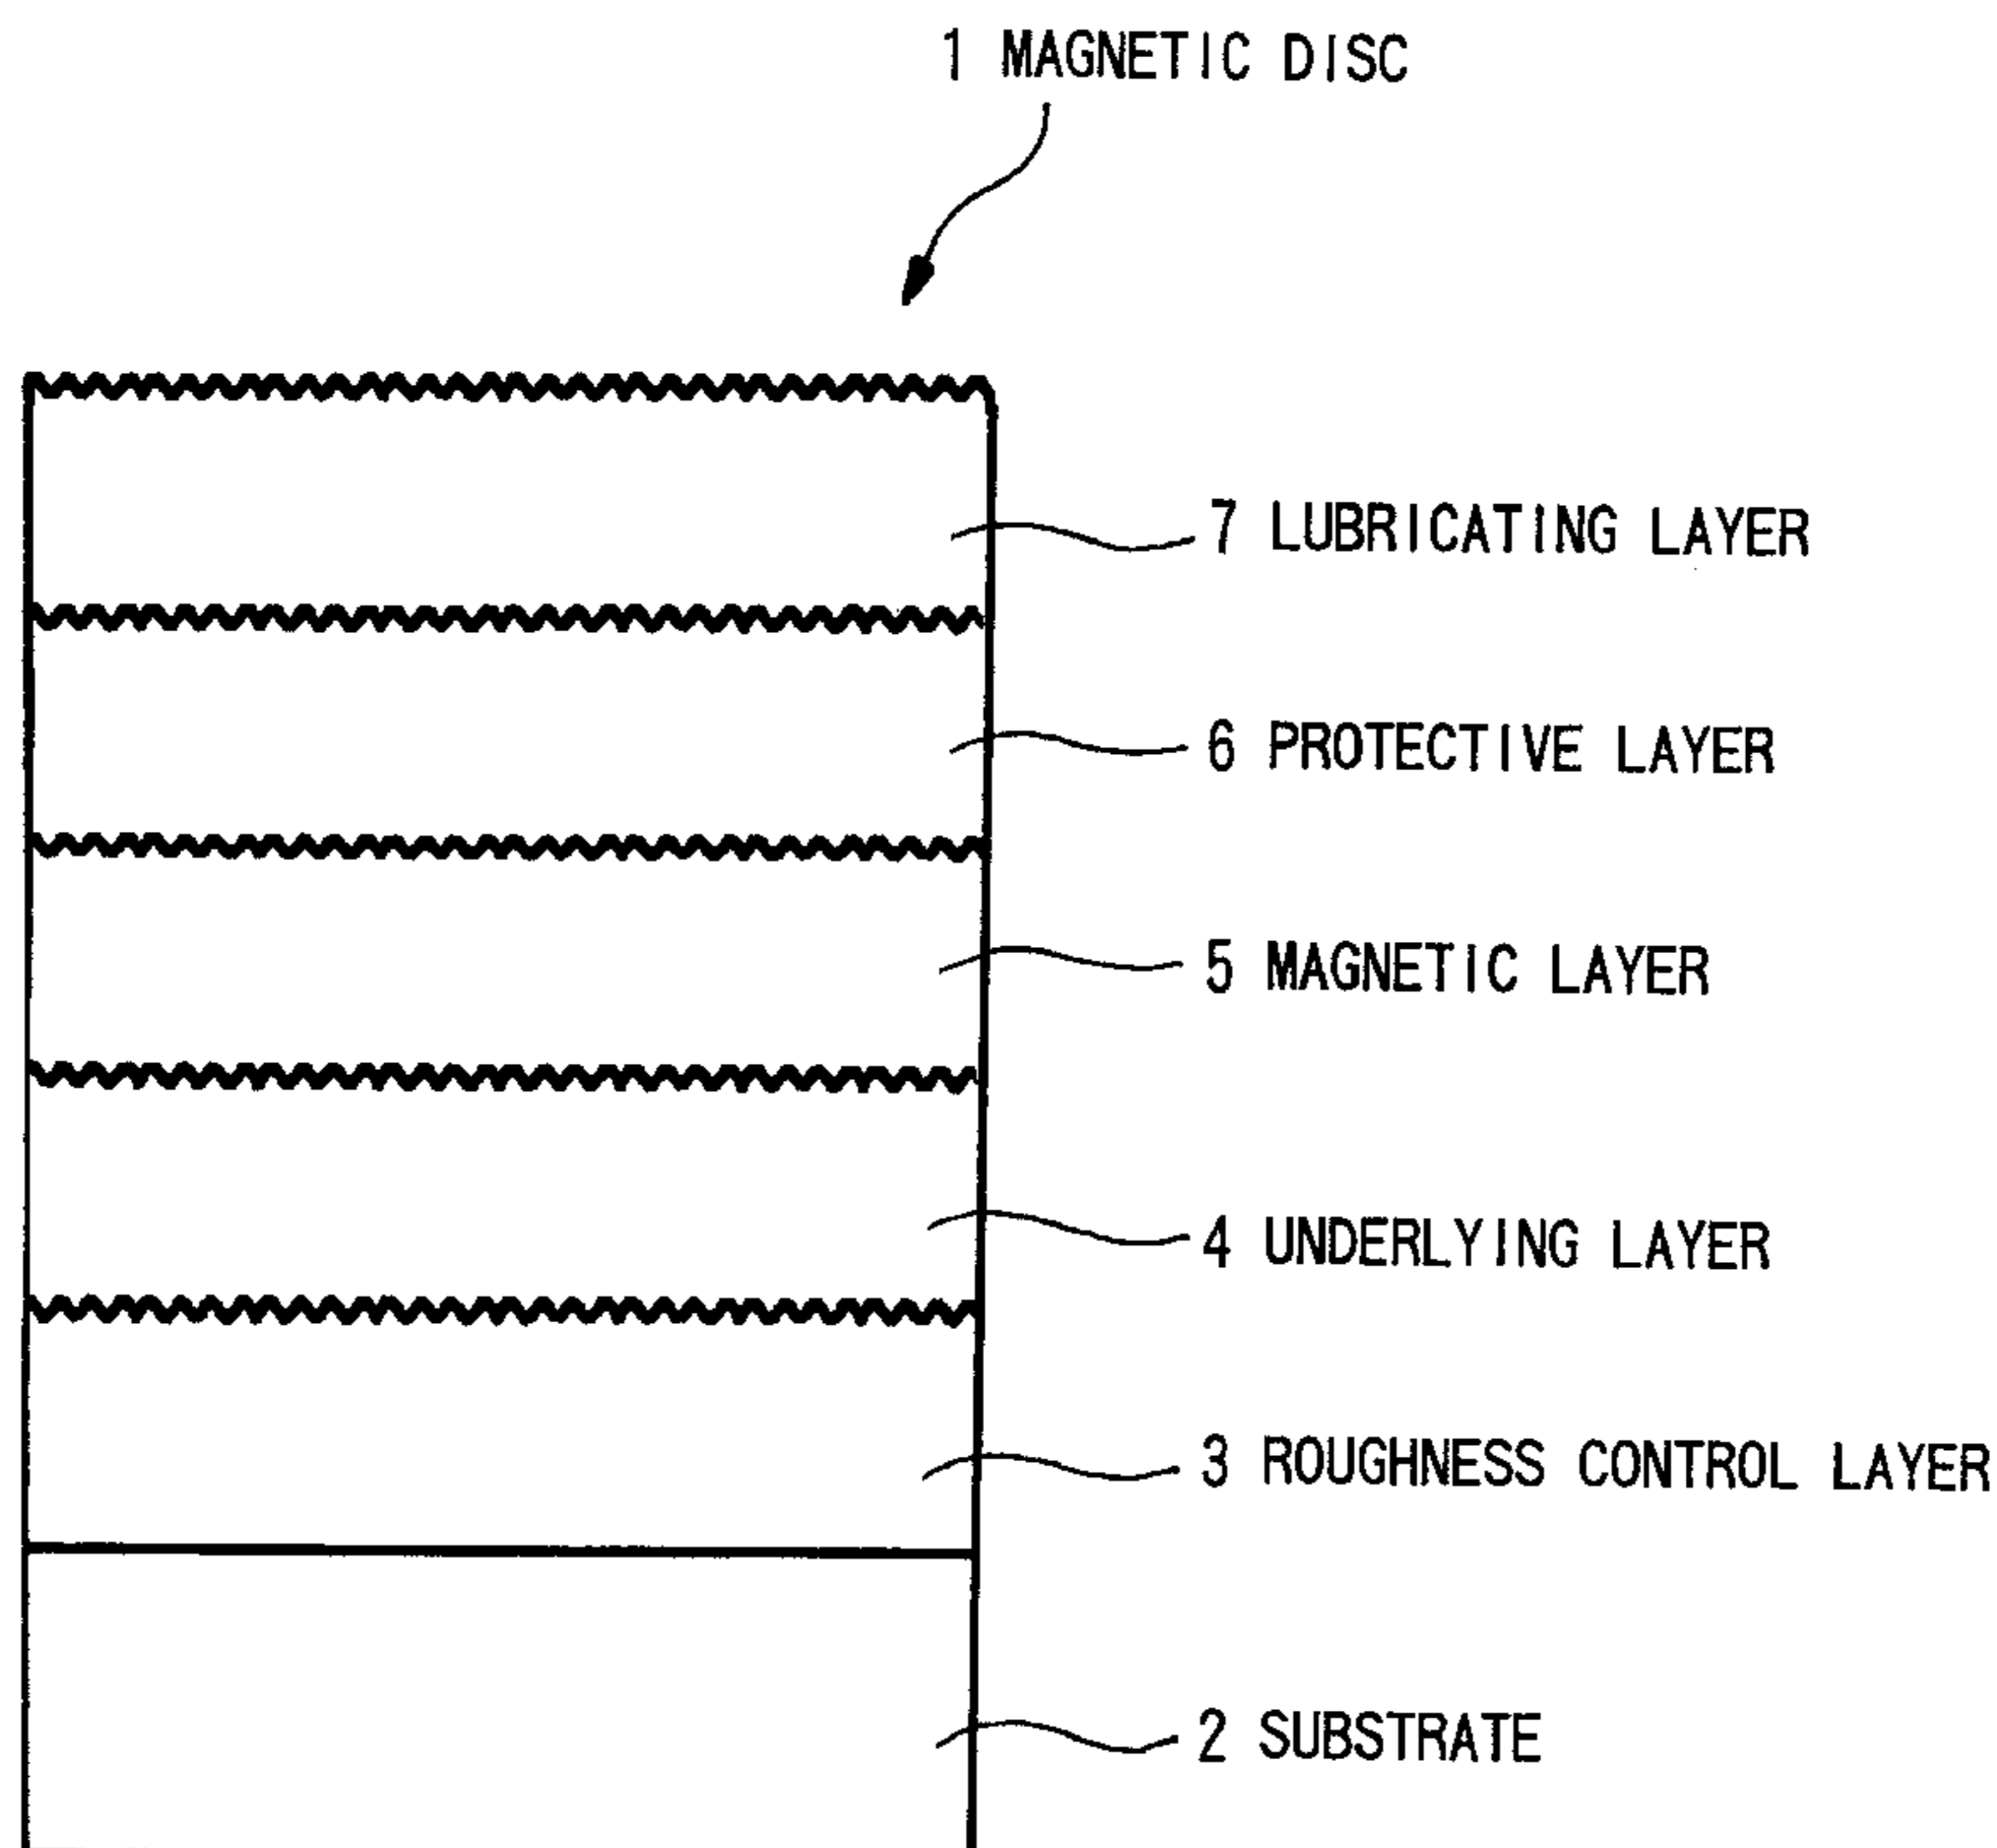 1 MAGNETIC DISC
7 LUBRICATING LAYER
6 PROTECTIVE LAYER
5 MAGNETIC LAYER
4 UNDERLYING LAYER
3 ROUGHNESS CONTROL LAYER
2 SUBSTRATE